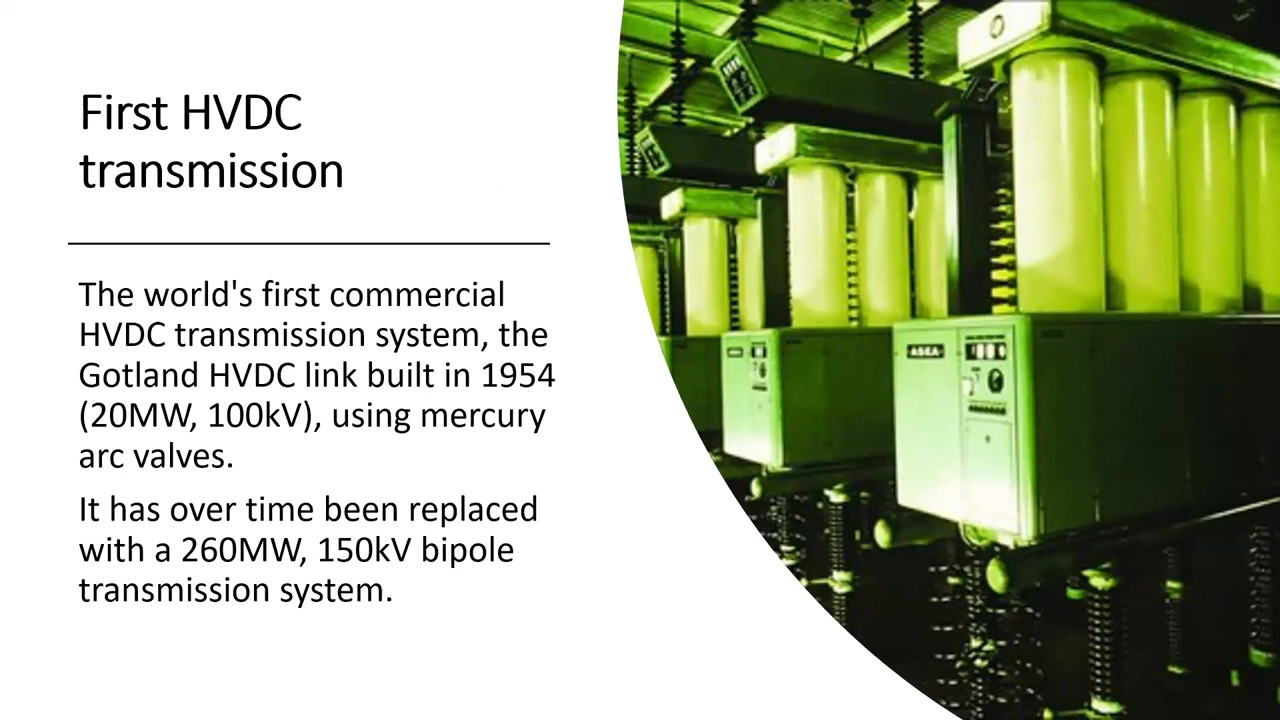 First HVDC
transmission
The world's first commercial
HVDC transmission system, the
Gotland HVDC link built in 1954
(20MW, 100kV), using mercury
arc valves.
It has over time been replaced
with a 260MW, 150kV bipole
transmission system.
ASEA